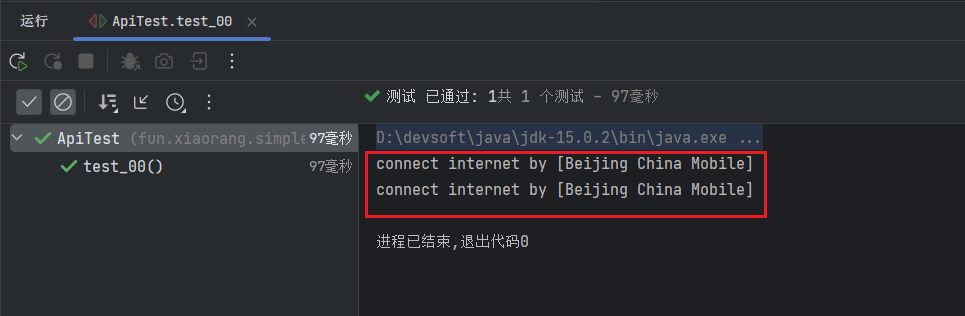 运行 ApiTest.test_00
测试 已通过: 1共 1 个测试 – 97毫秒
ApiTest (fun.xiaorang.simple 97毫秒
test_00() 97毫秒
D:\devsoft\java\jdk-15.0.2\bin\java.exe ...
connect internet by [Beijing China Mobile]
connect internet by [Beijing China Mobile]
进程已结束,退出代码0